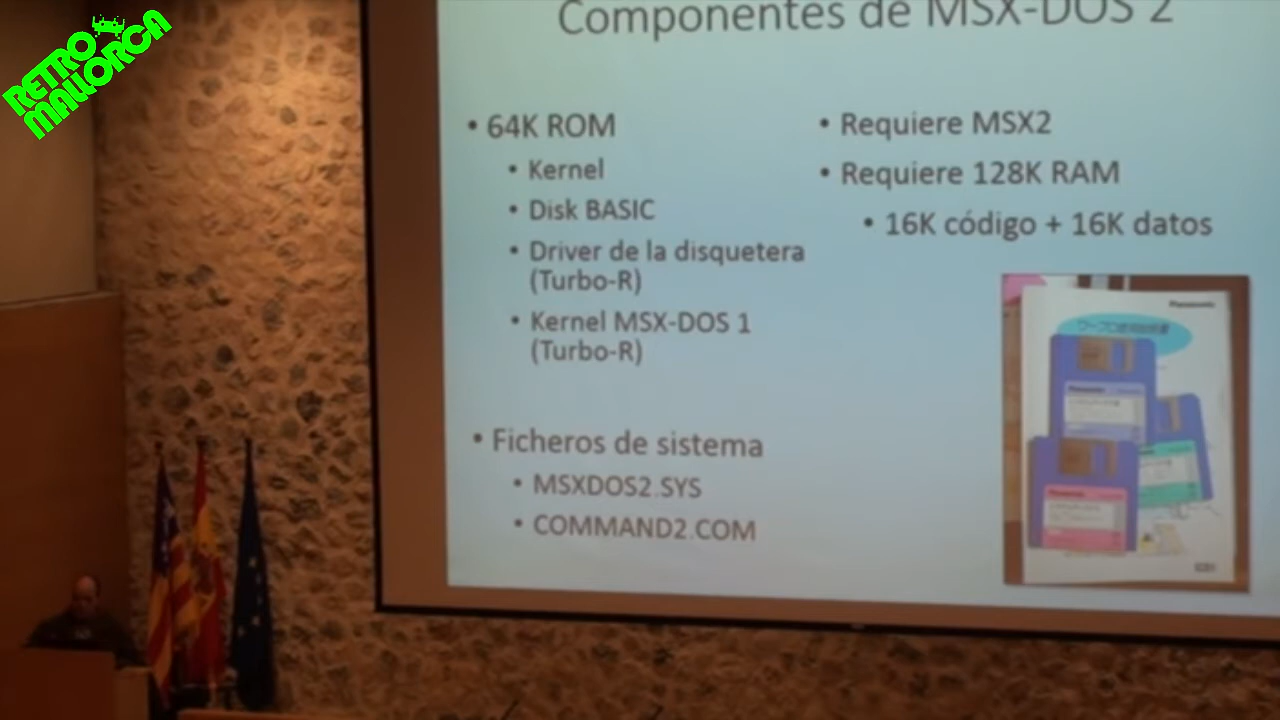 RETRO
MALLORCA
Componentes de MSX-DOS 2
• 64K ROM
• Kernel
• Disk BASIC
• Driver de la disquetera
(Turbo-R)
• Kernel MSX-DOS 1
(Turbo-R)
• Ficheros de sistema
• MSXDOS2.SYS
• COMMAND2.COM
• Requiere MSX2
• Requiere 128K RAM
• 16K código + 16K datos
Panasonic